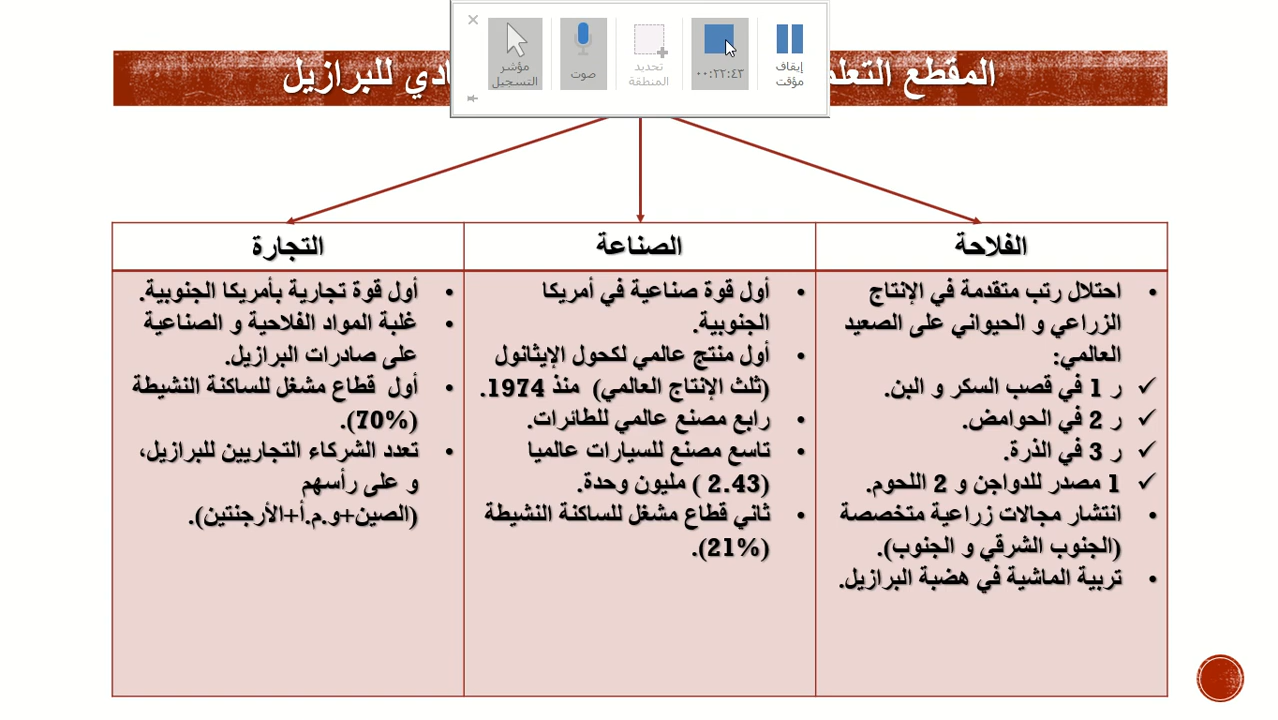 المقطع التعلم
دي للبرازيل
إيقاف
مؤقت
٠٠:٢٢:٤٣
تحديد
المنطقة
صوت
مؤشر
التسجيل
الفلاحة
احتلال رتب متقدمة في الإنتاج
الزراعي و الحيواني على الصعيد
العالمي:
ر 1 في قصب السكر و البن.
ر 2 في الحوامض.
ر 3 في الذرة.
1 مصدر للدواجن و 2 اللحوم.
انتشار مجالات زراعية متخصصة
(الجنوب الشرقي و الجنوب).
تربية الماشية في هضبة البرازيل.
الصناعة
أول قوة صناعية في أمريكا
الجنوبية.
أول منتج عالمي لكحول الإيثانول
(ثلث الإنتاج العالمي) منذ 1974.
رابع مصنع عالمي للطائرات.
تاسع مصنع للسيارات عالميا
(2.43 ) مليون وحدة.
ثاني قطاع مشغل للساكنة النشيطة
(21%).
التجارة
أول قوة تجارية بأمريكا الجنوبية.
غلبة المواد الفلاحية و الصناعية
على صادرات البرازيل.
أول قطاع مشغل للساكنة النشيطة
(70%).
تعدد الشركاء التجاريين للبرازيل،
و على رأسهم
(الصين+و.م.أ+الأرجنتين).